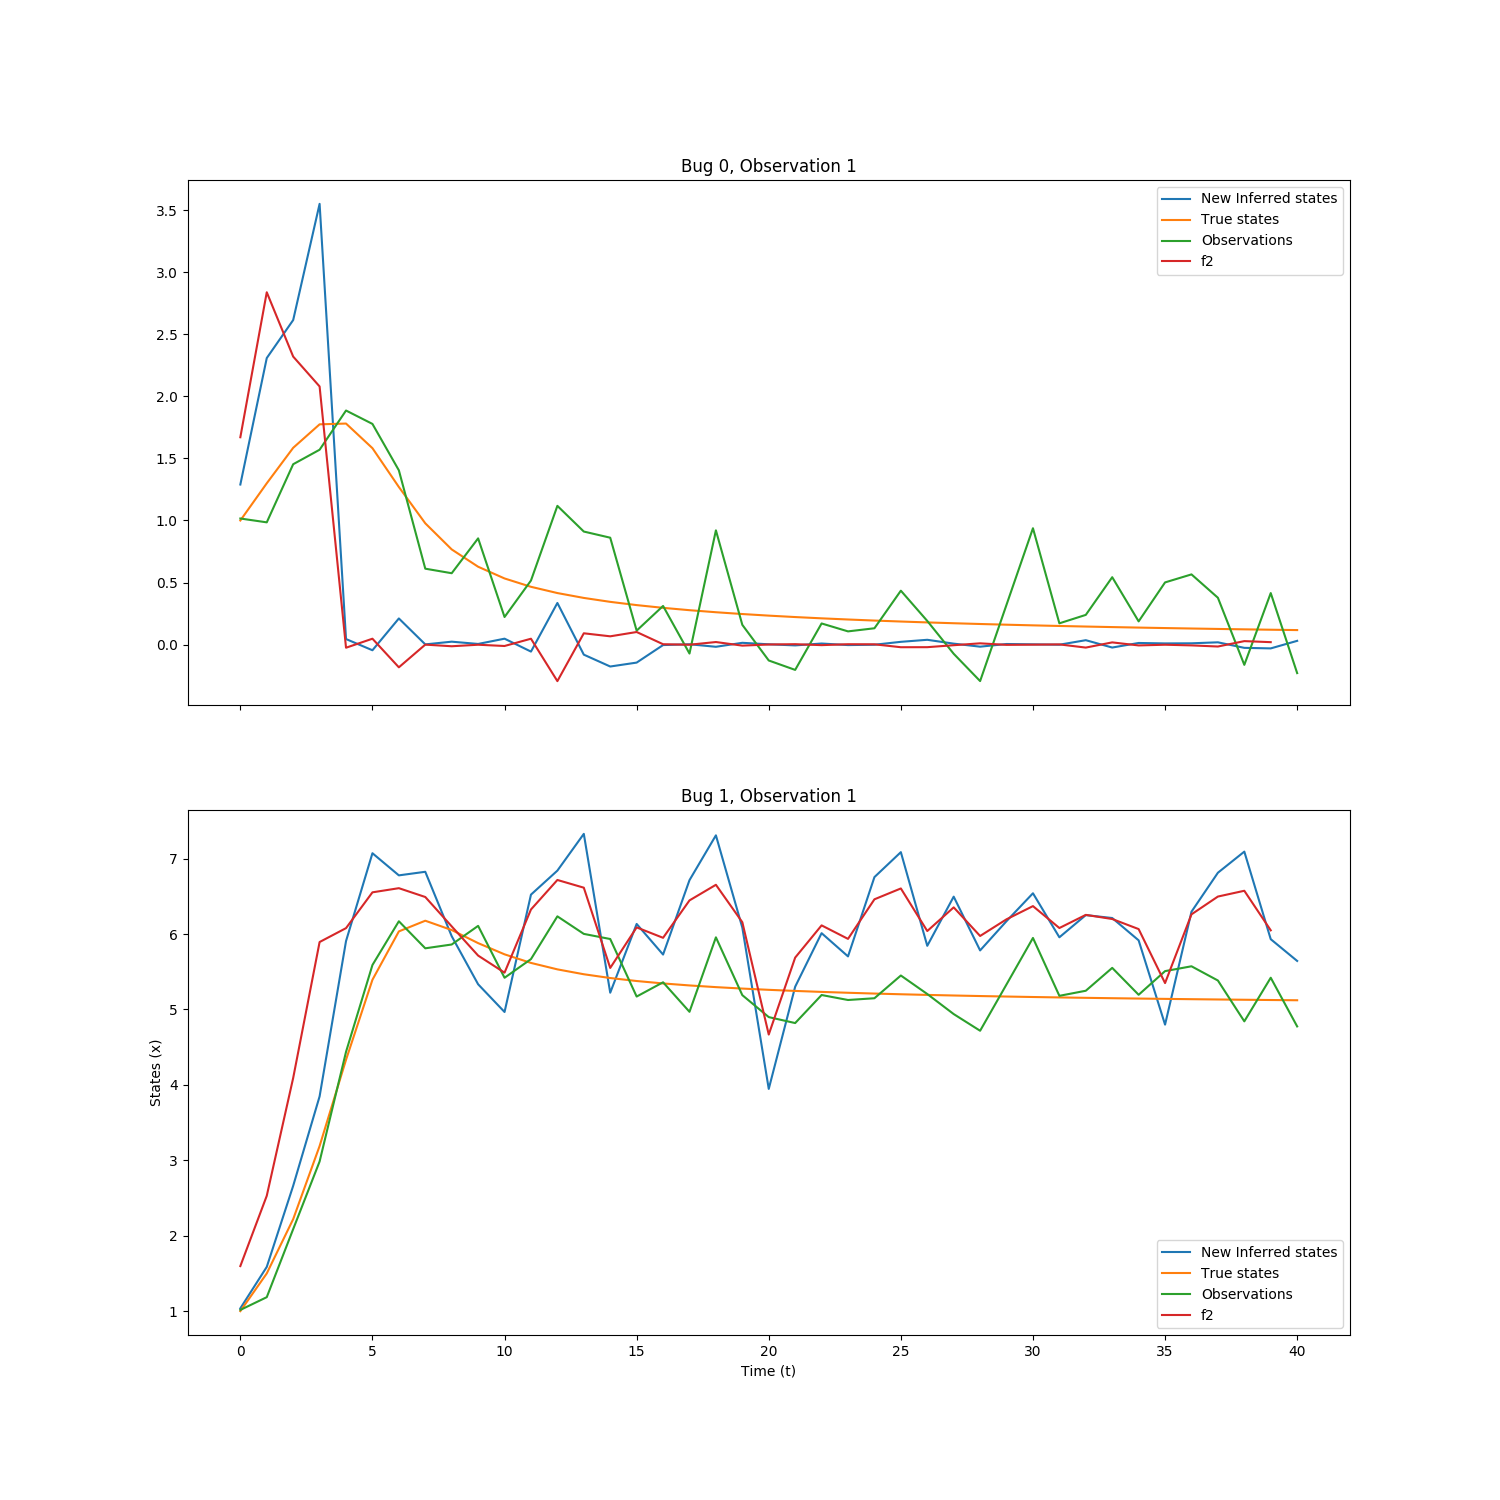 Bug 0, Observation 1
3.5
3.0
2.5
2.0
1.5
1.0
0.5
0.0
New Inferred states
True states
Observations
f2
Bug 1, Observation 1
States (x)
7
6
5
4
3
2
1
New Inferred states
True states
Observations
f2
0 5 10 15 20 25 30 35 40
Time (t)